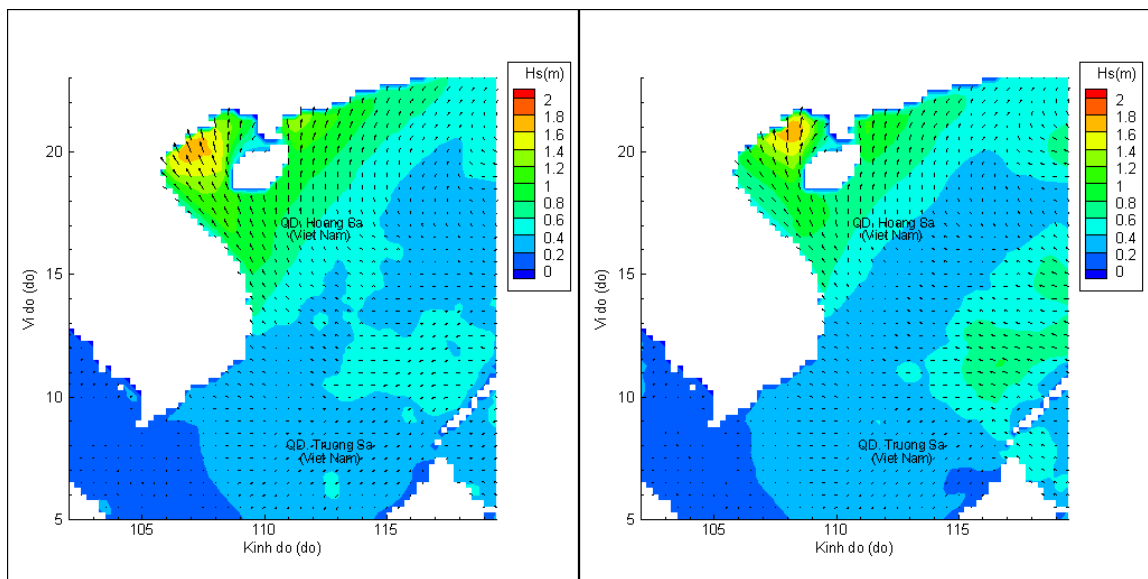 Hs(m)
2
1.8
1.6
1.4
1.2
1
0.8
0.6
0.4
0.2
0
20
15
10
5
Vi do (do)
QD. Hoang Sa
(Viet Nam)
QD. Truong Sa
(Viet Nam)
105
110
115
Kinh do (do)
Hs(m)
2
1.8
1.6
1.4
1.2
1
0.8
0.6
0.4
0.2
0
20
15
10
5
Vi do (do)
QD. Hoang Sa
(Viet Nam)
QD. Truong Sa
(Viet Nam)
105
110
115
Kinh do (do)